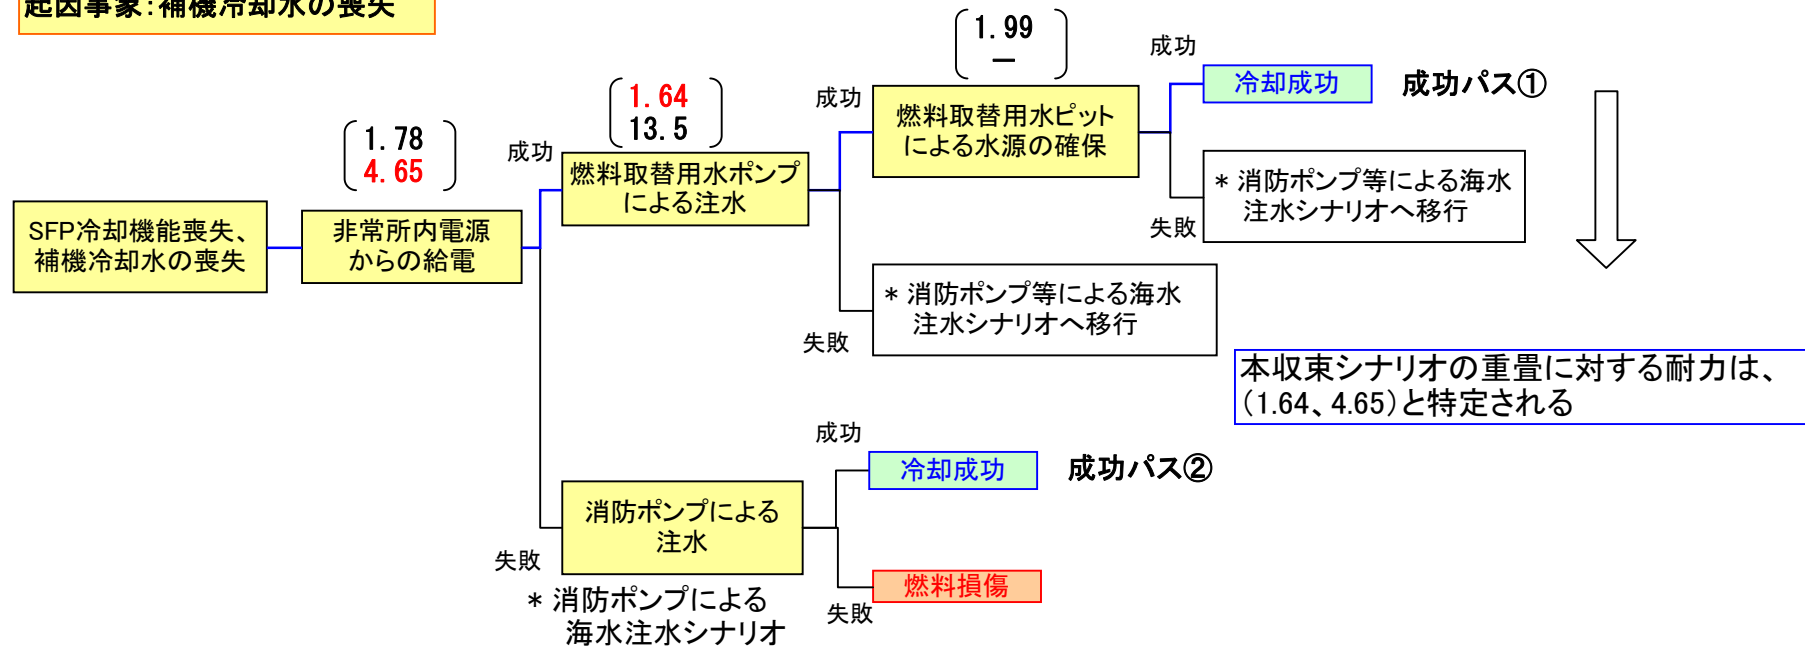 起因事象:補機冷却水の喪失
1.99
－
成功
冷却成功
成功パス①
1.64
13.5
成功
燃料取替用水ピット
による水源の確保
1.78
4.65
成功
燃料取替用水ポンプ
による注水
失敗
* 消防ポンプ等による海水
注水シナリオへ移行
SFP冷却機能喪失、
補機冷却水の喪失
非常所内電源
からの給電
失敗
* 消防ポンプ等による海水
注水シナリオへ移行
本収束シナリオの重畳に対する耐力は、
(1.64、4.65)と特定される
成功
冷却成功
成功パス②
失敗
消防ポンプによる
注水
* 消防ポンプによる
海水注水シナリオ
失敗
燃料損傷